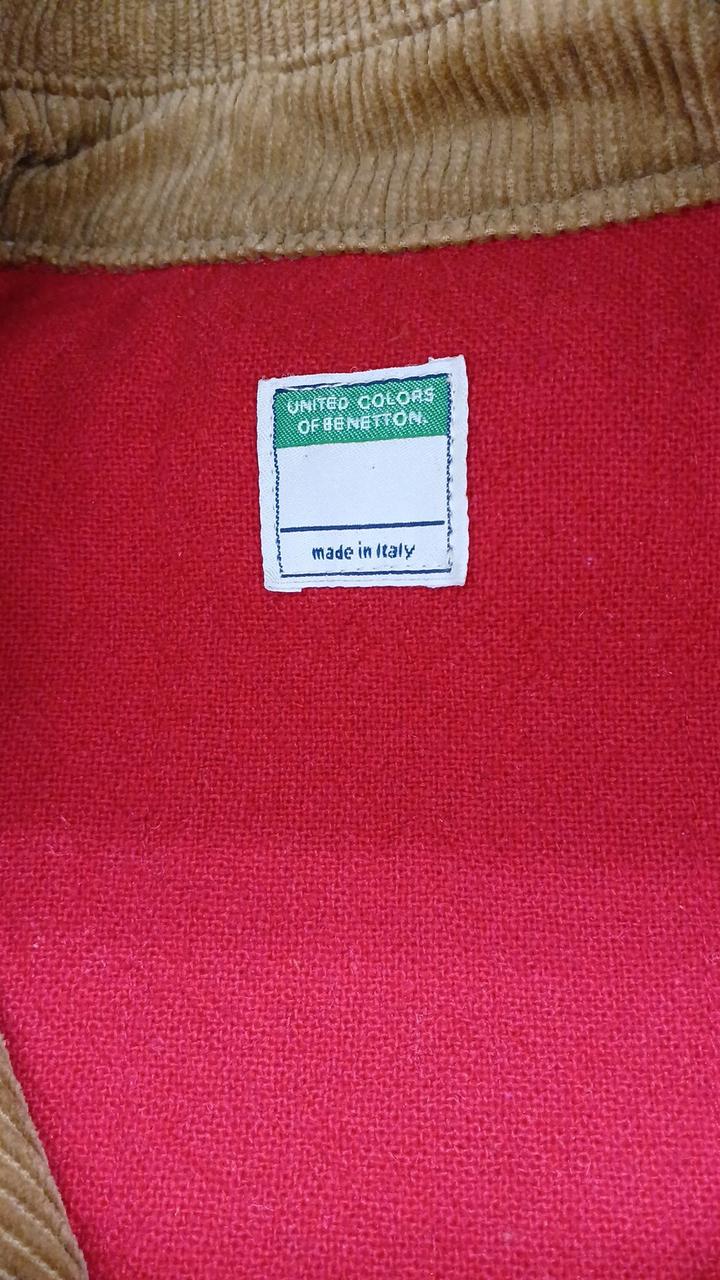 UNITED COLORS
OF BENETTON.
made in Italy